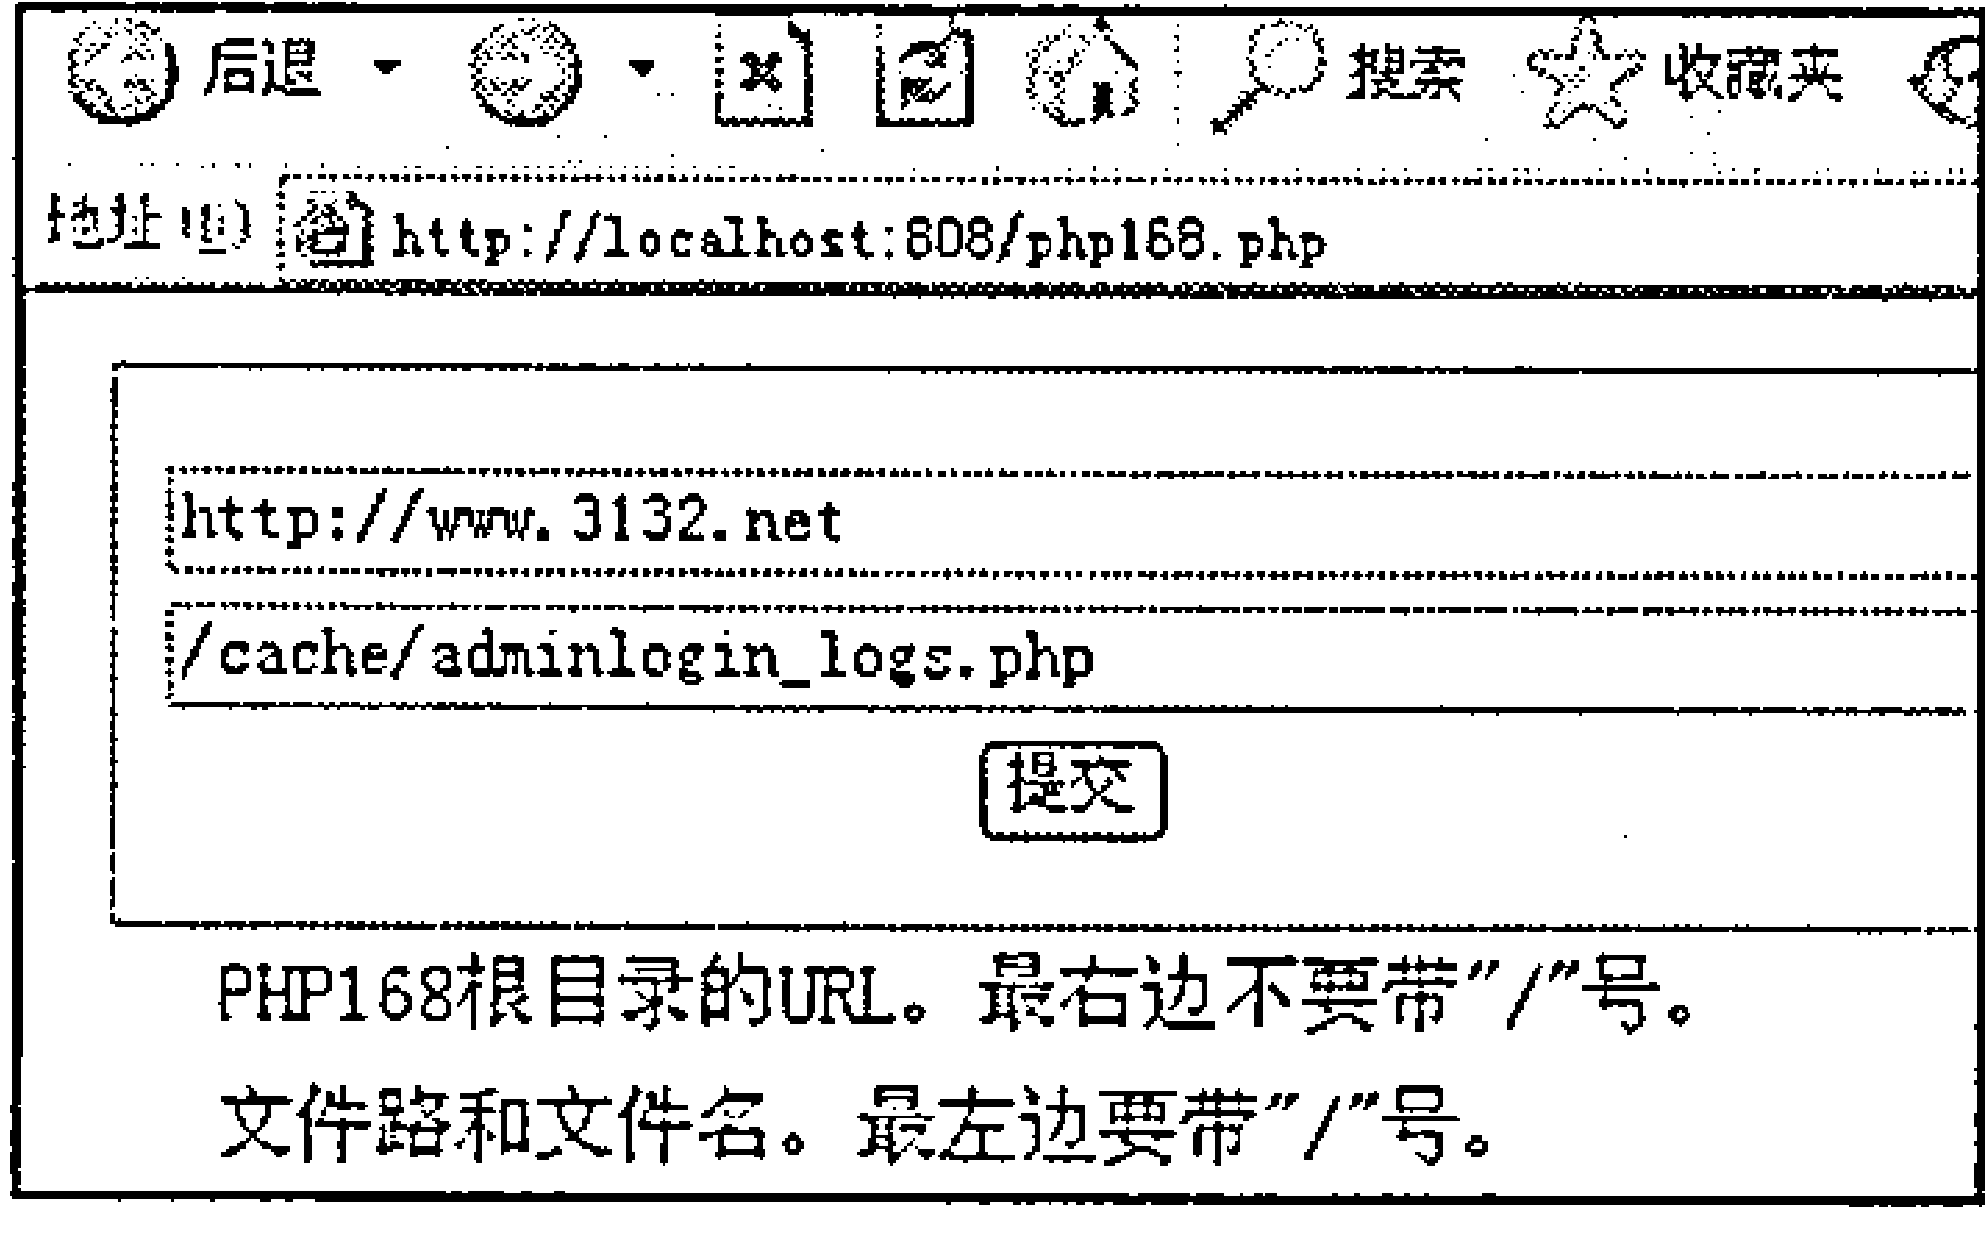 后退 搜索 收藏夹
地址(D) http://localhost:808/php168.php
http://www.3132.net
/cache/adminlogin_logs.php
提交
PHP168根目录的URL。最右边不要带"/"号。
文件路和文件名。最左边要带"/"号。